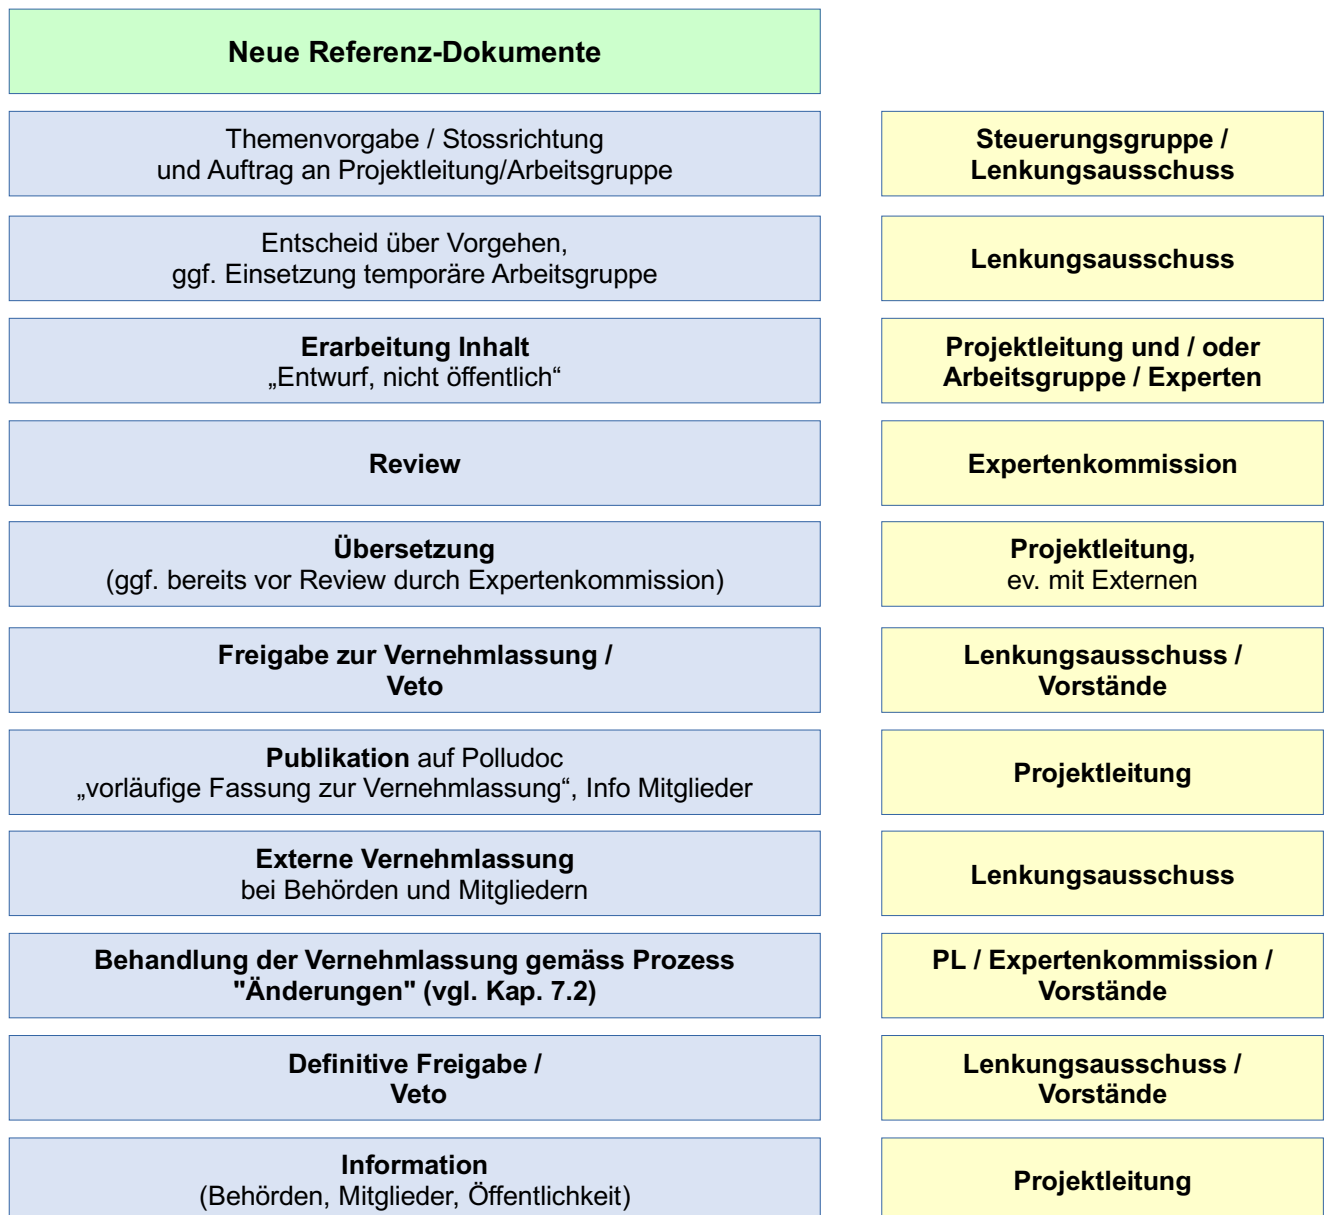 Neue Referenz-Dokumente
Themenvorgabe / Stossrichtung
und Auftrag an Projektleitung/Arbeitsgruppe
Steuerungsgruppe /
Lenkungsausschuss
Entscheid über Vorgehen,
ggf. Einsetzung temporäre Arbeitsgruppe
Lenkungsausschuss
Erarbeitung Inhalt
„Entwurf, nicht öffentlich“
Projektleitung und / oder
Arbeitsgruppe / Experten
Review
Expertenkommission
Übersetzung
(ggf. bereits vor Review durch Expertenkommission)
Projektleitung,
ev. mit Externen
Freigabe zur Vernehmlassung /
Veto
Lenkungsausschuss /
Vorstände
Publikation auf Polludoc
„vorläufige Fassung zur Vernehmlassung“, Info Mitglieder
Projektleitung
Externe Vernehmlassung
bei Behörden und Mitgliedern
Lenkungsausschuss
Behandlung der Vernehmlassung gemäss Prozess
"Änderungen" (vgl. Kap. 7.2)
PL / Expertenkommission /
Vorstände
Definitive Freigabe /
Veto
Lenkungsausschuss /
Vorstände
Information
(Behörden, Mitglieder, Öffentlichkeit)
Projektleitung